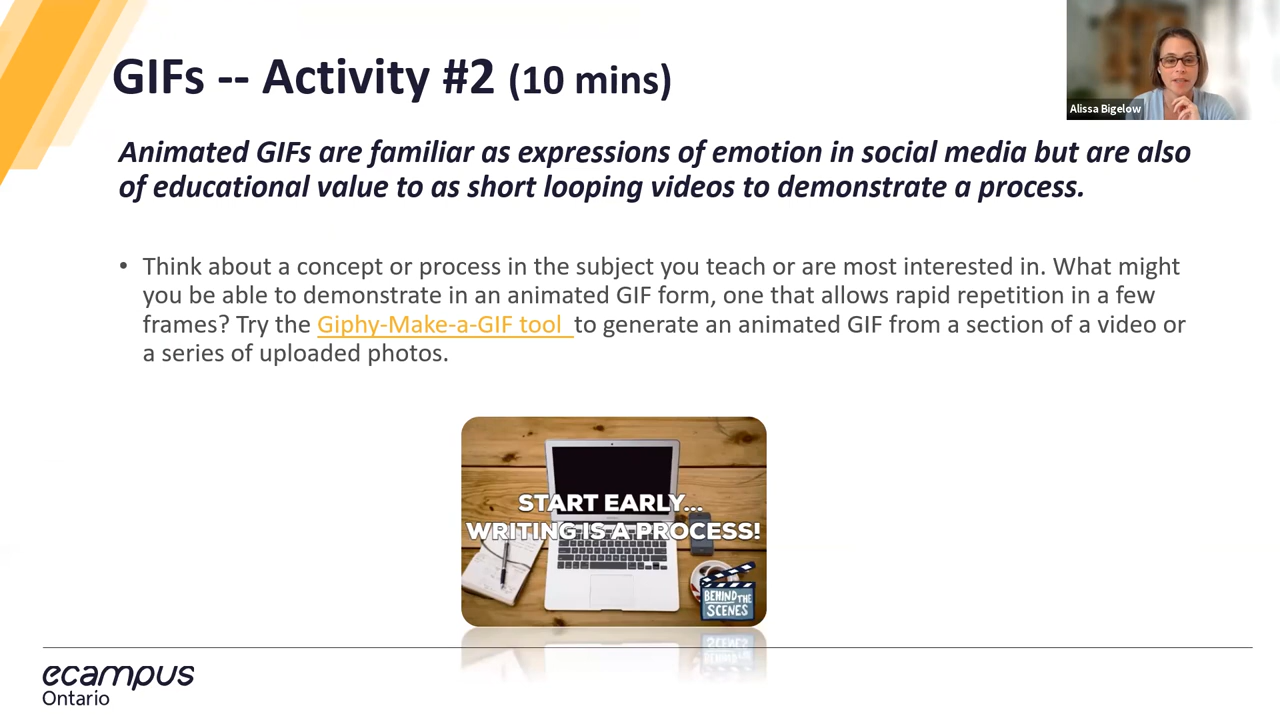 GIFs -- Activity #2 (10 mins)
Alissa Bigelow
Animated GIFs are familiar as expressions of emotion in social media but are also
of educational value to as short looping videos to demonstrate a process.
• Think about a concept or process in the subject you teach or are most interested in. What might
you be able to demonstrate in an animated GIF form, one that allows rapid repetition in a few
frames? Try the Giphy-Make-a-GIF tool to generate an animated GIF from a section of a video or
a series of uploaded photos.
START EARLY...
WRITING IS A PROCESS!
BEHIND THE
SCENES
ecampus
Ontario